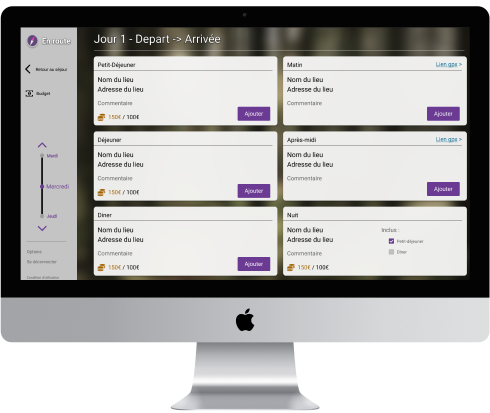 En route
Retour au séjour
Budget
Mardi
Mercredi
Jeudi
Options
Se déconnecter
Jour 1 - Depart -> Arrivée
Petit-Déjeuner
Nom du lieu
Adresse du lieu
Commentaire
150€ / 100€
Ajouter
Matin
Lien gps >
Nom du lieu
Adresse du lieu
Commentaire
Ajouter
Déjeuner
Nom du lieu
Adresse du lieu
Commentaire
150€ / 100€
Ajouter
Après-midi
Lien gps >
Nom du lieu
Adresse du lieu
Commentaire
Ajouter
Diner
Nom du lieu
Adresse du lieu
Commentaire
150€ / 100€
Ajouter
Nuit
Nom du lieu
Adresse du lieu
Commentaire
150€ / 100€
Inclus :
Petit-déjeuner
Diner